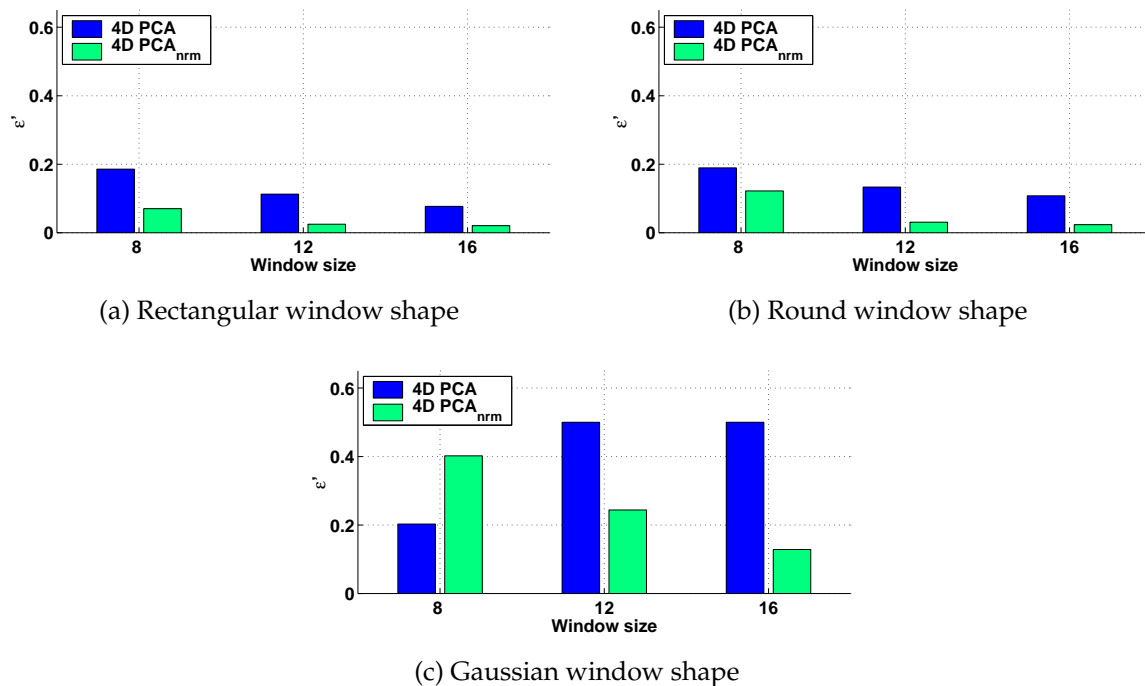 0.6
0.4
0.2
0
ε’
4D PCA
4D PCA_nrm
8
12
16
Window size
(a) Rectangular window shape
0.6
0.4
0.2
0
ε’
4D PCA
4D PCA_nrm
8
12
16
Window size
(b) Round window shape
0.6
0.4
0.2
0
ε’
4D PCA
4D PCA_nrm
8
12
16
Window size
(c) Gaussian window shape